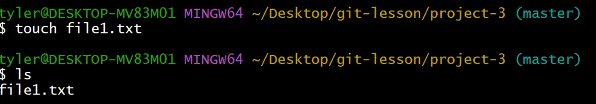 tyler@DESKTOP-MV83M01 MINGW64 ~/Desktop/git-lesson/project-3 (master)
$ touch file1.txt
tyler@DESKTOP-MV83M01 MINGW64 ~/Desktop/git-lesson/project-3 (master)
$ ls
file1.txt